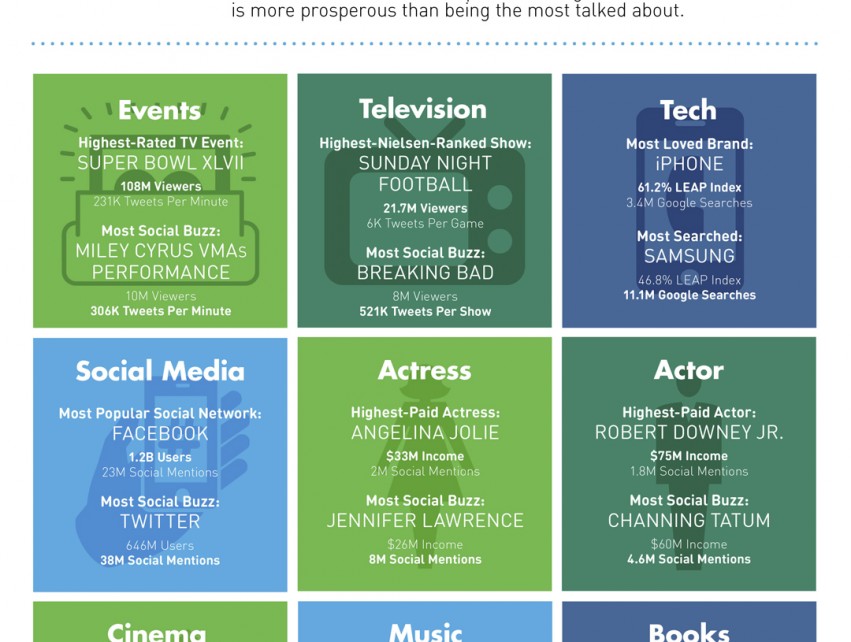 is more prosperous than being the most talked about.
Events
Highest-Rated TV Event:
SUPER BOWL XLVII
108M Viewers
231K Tweets Per Minute
Most Social Buzz:
MILEY CYRUS VMAs
PERFORMANCE
10M Viewers
306K Tweets Per Minute
Television
Highest-Nielsen-Ranked Show:
SUNDAY NIGHT
FOOTBALL
21.7M Viewers
6K Tweets Per Game
Most Social Buzz:
BREAKING BAD
8M Viewers
521K Tweets Per Show
Tech
Most Loved Brand:
iPHONE
61.2% LEAP Index
3.4M Google Searches
Most Searched:
SAMSUNG
46.8% LEAP Index
11.1M Google Searches
Social Media
Most Popular Social Network:
FACEBOOK
1.2B Users
23M Social Mentions
Most Social Buzz:
TWITTER
646M Users
38M Social Mentions
Actress
Highest-Paid Actress:
ANGELINA JOLIE
$33M Income
2M Social Mentions
Most Social Buzz:
JENNIFER LAWRENCE
$26M Income
8M Social Mentions
Actor
Highest-Paid Actor:
ROBERT DOWNEY JR.
$75M Income
1.8M Social Mentions
Most Social Buzz:
CHANNING TATUM
$60M Income
4.6M Social Mentions
Cinema
Music
Books